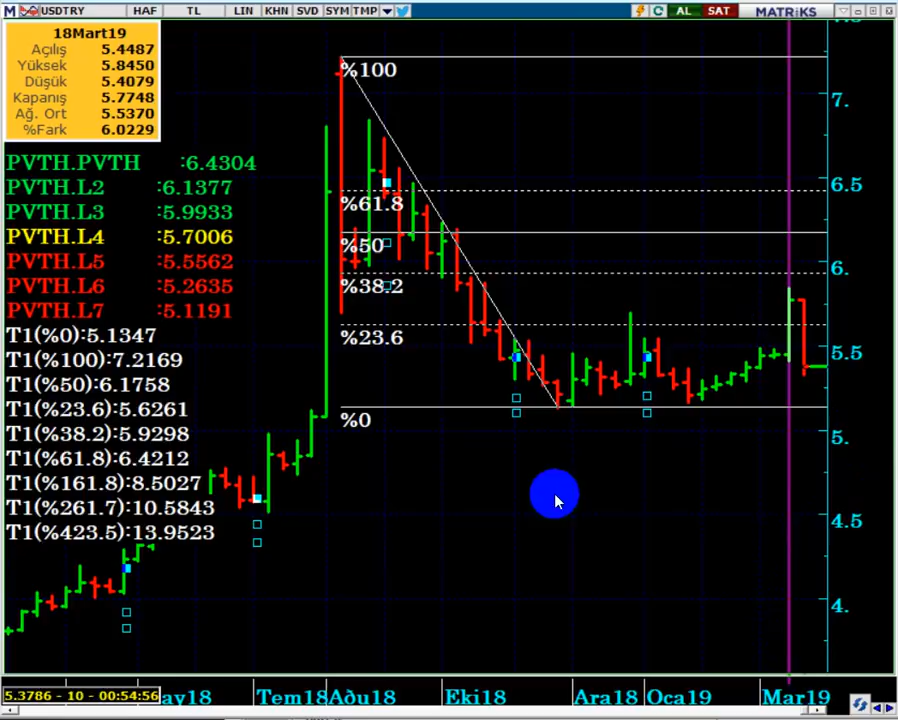 M USDTRY HAF TL LIN KHN SVD SYM TMP AL SAT MATRiKS
18Mart19
Açılış 5.4487
Yüksek 5.8450
Düşük 5.4079
Kapanış 5.7748
Ağ. Ort 5.5370
%Fark 6.0229
PVTH.PVTH :6.4304
PVTH.L2 :6.1377
PVTH.L3 :5.9933
PVTH.L4 :5.7006
PVTH.L5 :5.5562
PVTH.L6 :5.2635
PVTH.L7 :5.1191
T1(%0):5.1347
T1(%100):7.2169
T1(%50):6.1758
T1(%23.6):5.6261
T1(%38.2):5.9298
T1(%61.8):6.4212
T1(%161.8):8.5027
T1(%261.7):10.5843
T1(%423.5):13.9523
%100
%61.8
%50
%38.2
%23.6
%0
7.
6.5
6.
5.5
5.
4.5
4.
5.3786 - 10 - 00:54:56
ay18 Tem18 Aðu18 Eki18 Ara18 Oca19 Mar19